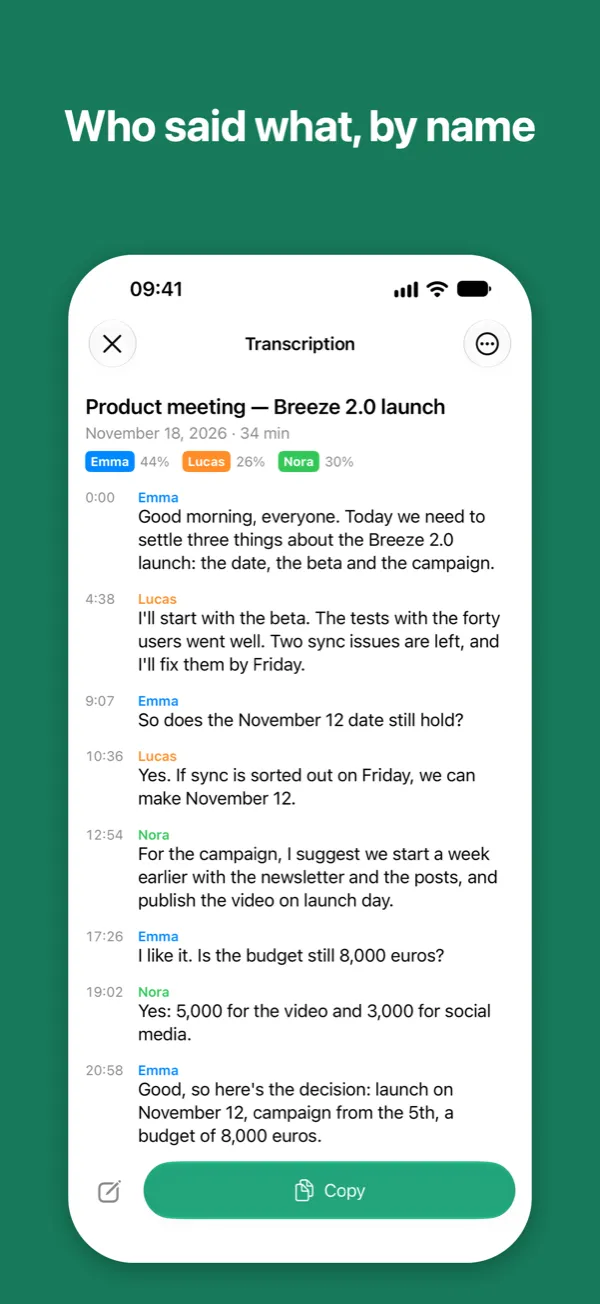 Who said what, by name
09:41
Transcription
Product meeting — Breeze 2.0 launch
November 18, 2026 · 34 min
Emma 44% Lucas 26% Nora 30%
0:00 Emma
Good morning, everyone. Today we need to
settle three things about the Breeze 2.0
launch: the date, the beta and the campaign.
4:38 Lucas
I'll start with the beta. The tests with the forty
users went well. Two sync issues are left, and
I'll fix them by Friday.
9:07 Emma
So does the November 12 date still hold?
10:36 Lucas
Yes. If sync is sorted out on Friday, we can
make November 12.
12:54 Nora
For the campaign, I suggest we start a week
earlier with the newsletter and the posts, and
publish the video on launch day.
17:26 Emma
I like it. Is the budget still 8,000 euros?
19:02 Nora
Yes: 5,000 for the video and 3,000 for social
media.
20:58 Emma
Good, so here's the decision: launch on
November 12, campaign from the 5th, a
budget of 8,000 euros.
Copy